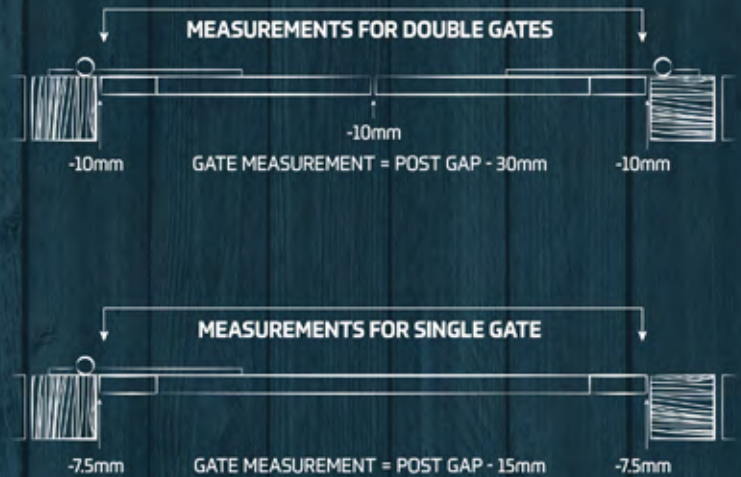 MEASUREMENTS FOR DOUBLE GATES
-10mm
-10mm GATE MEASUREMENT = POST GAP - 30mm -10mm
MEASUREMENTS FOR SINGLE GATE
-7.5mm GATE MEASUREMENT = POST GAP - 15mm -7.5mm